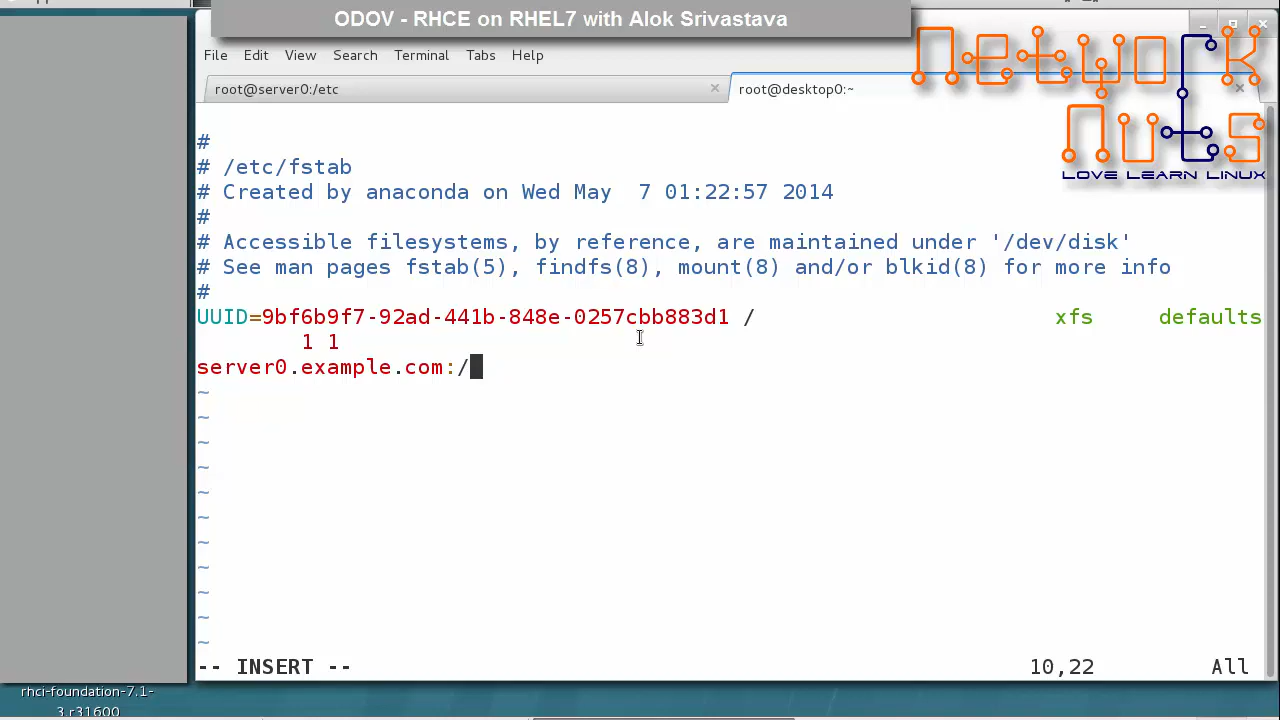 ODOV - RHCE on RHEL7 with Alok Srivastava
File Edit View Search Terminal Tabs Help
root@server0:/etc × root@desktop0:~ ×
Network
Nuts
LOVE LEARN LINUX
#
# /etc/fstab
# Created by anaconda on Wed May  7 01:22:57 2014
#
# Accessible filesystems, by reference, are maintained under '/dev/disk'
# See man pages fstab(5), findfs(8), mount(8) and/or blkid(8) for more info
#
UUID=9bf6b9f7-92ad-441b-848e-0257cbb883d1 / xfs defaults
1 1
server0.example.com:/
~
~
~
~
~
~
~
~
~
~
~
-- INSERT -- 10,22 All
rhci-foundation-7.1-
3.r31600